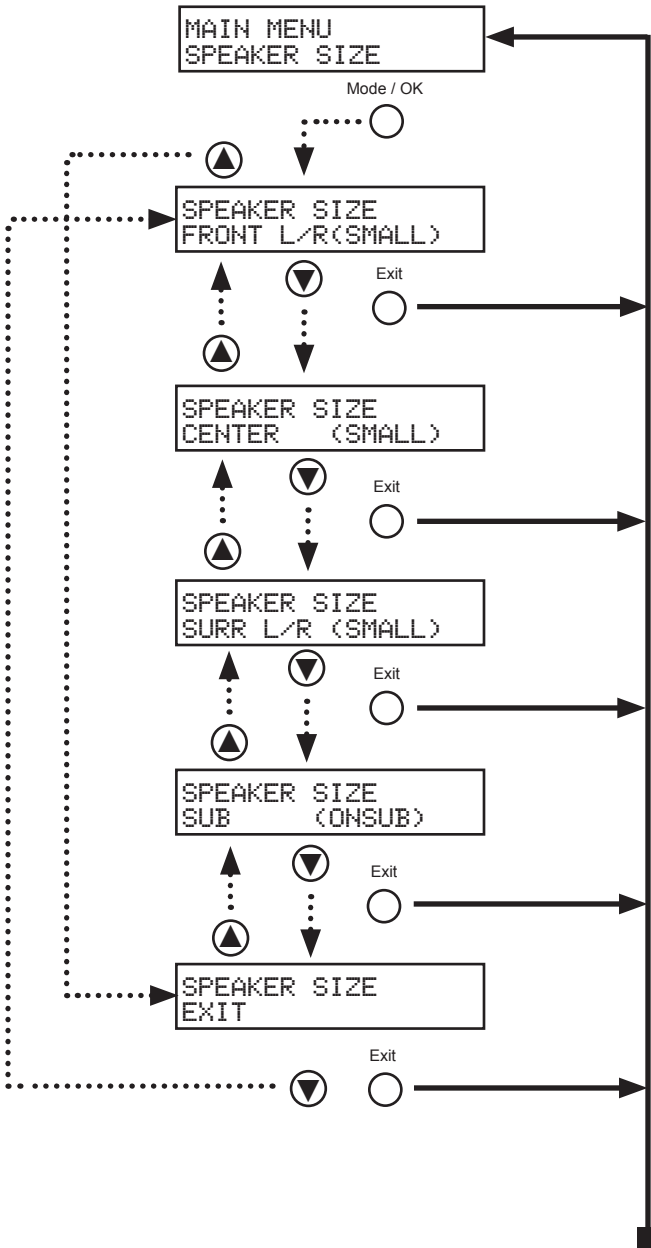 MAIN MENU
SPEAKER SIZE
Mode / OK
SPEAKER SIZE
FRONT L/R(SMALL)
Exit
SPEAKER SIZE
CENTER (SMALL)
Exit
SPEAKER SIZE
SURR L/R (SMALL)
Exit
SPEAKER SIZE
SUB (ONSUB)
Exit
SPEAKER SIZE
EXIT
Exit